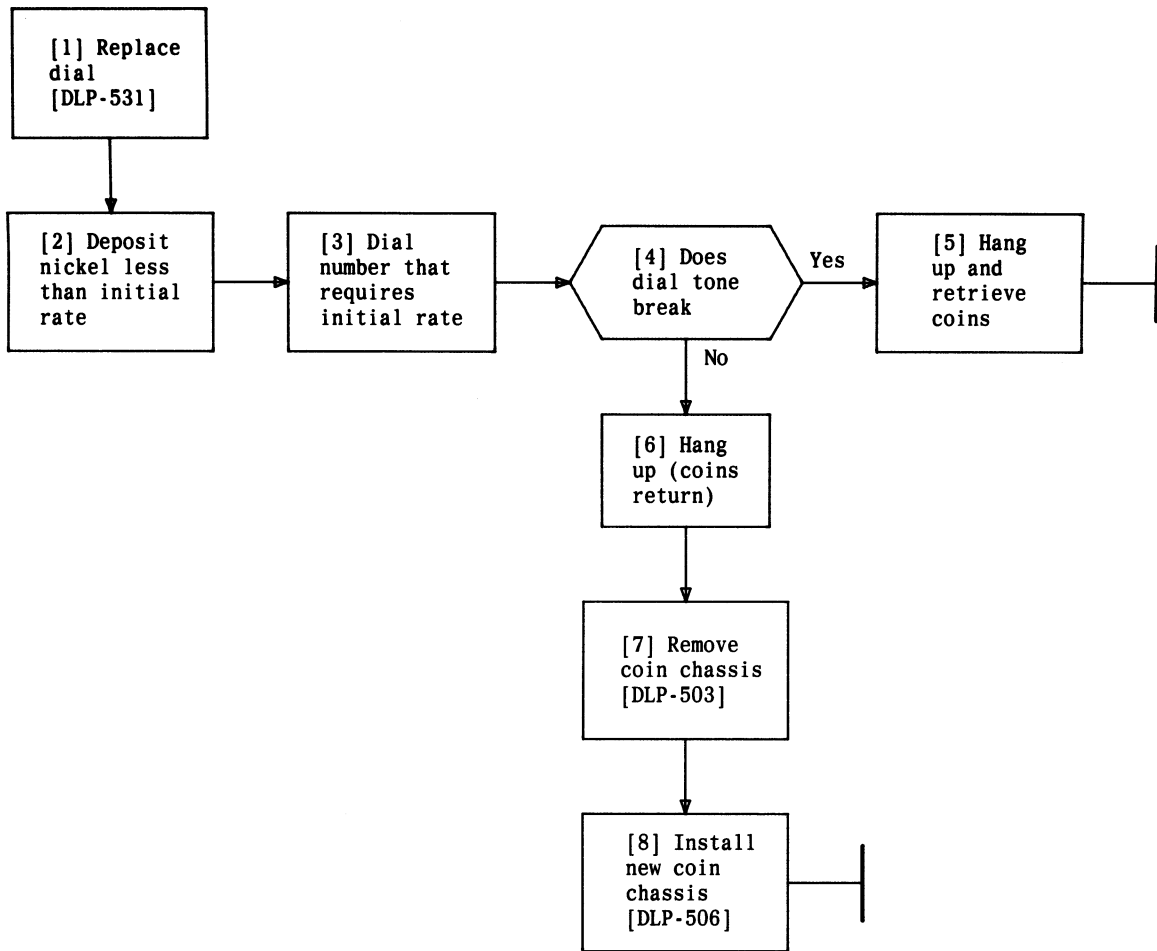 [1] Replace
dial
[DLP-531]
[2] Deposit
nickel less
than initial
rate
[3] Dial
number that
requires
initial rate
[4] Does
dial tone
break
Yes
[5] Hang
up and
retrieve
coins
No
[6] Hang
up (coins
return)
[7] Remove
coin chassis
[DLP-503]
[8] Install
new coin
chassis
[DLP-506]